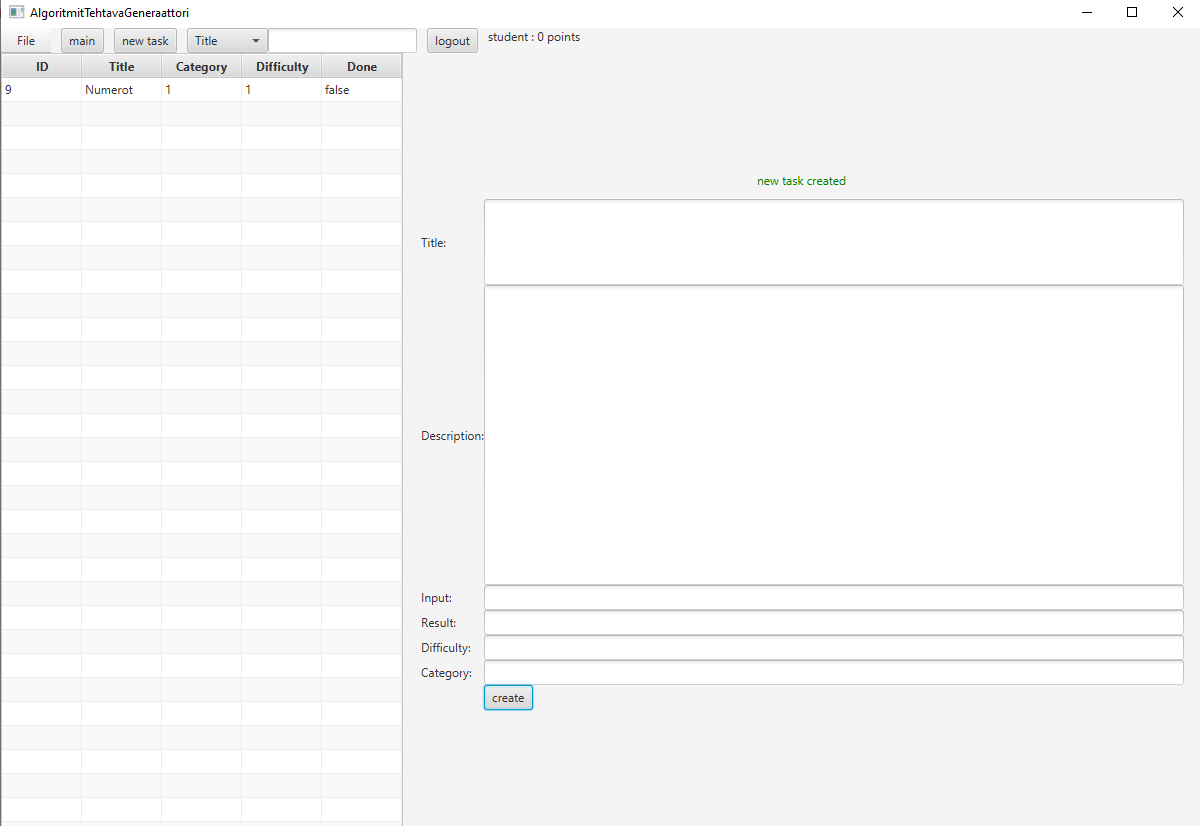 AlgoritmitTehtavaGeneraattori
File main new task Title logout student : 0 points
ID Title Category Difficulty Done
9 Numerot 1 1 false
new task created
Title:
Description:
Input:
Result:
Difficulty:
Category:
create